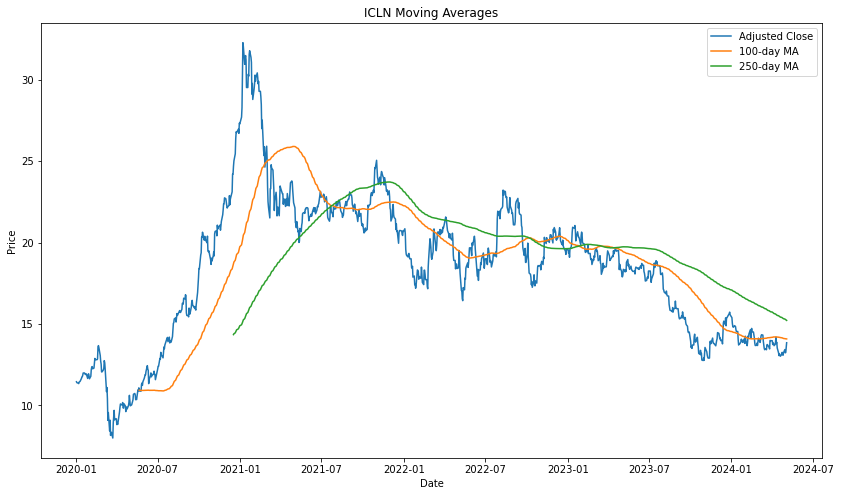 ICLN Moving Averages
Adjusted Close
100-day MA
250-day MA
Price
30
25
20
15
10
2020-01 2020-07 2021-01 2021-07 2022-01 2022-07 2023-01 2023-07 2024-01 2024-07
Date